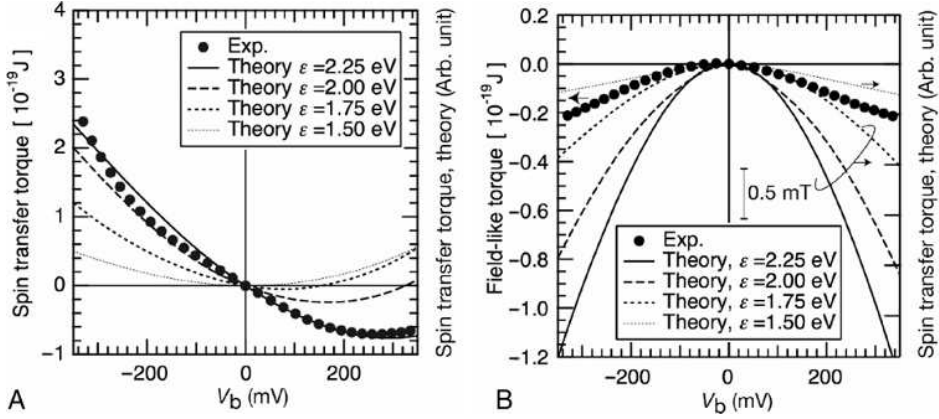 4
3
2
1
0
−1
Spin transfer torque [ 10⁻¹⁹J ]
Exp.
Theory ε =2.25 eV
Theory ε =2.00 eV
Theory ε =1.75 eV
Theory ε =1.50 eV
−200
0
200
V_b (mV)
A
Spin transfer torque, theory (Arb. unit)
0.2
0.0
−0.2
−0.4
−0.6
−0.8
−1.0
−1.2
Field-like torque [ 10⁻¹⁹J ]
0.5 mT
Exp.
Theory, ε =2.25 eV
Theory, ε =2.00 eV
Theory, ε =1.75 eV
Theory, ε =1.50 eV
−200
0
200
V_b (mV)
B
Spin transfer torque, theory (Arb. unit)